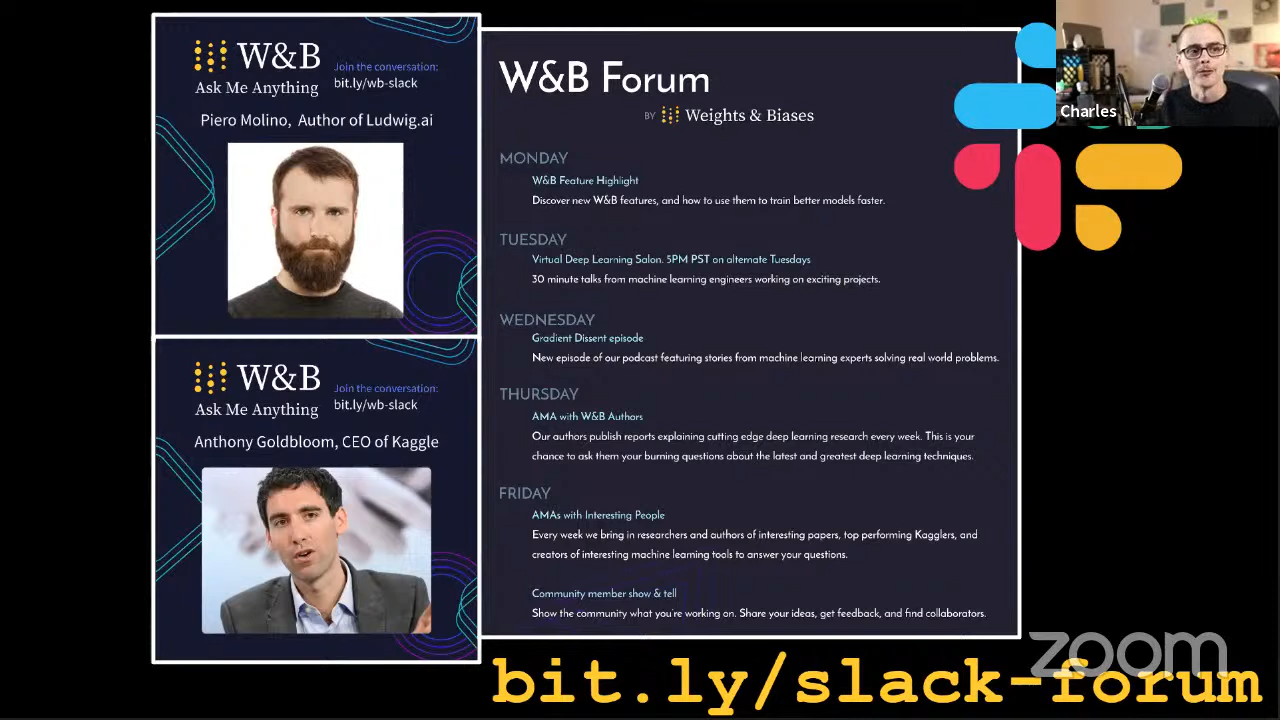 W&B
Join the conversation:
bit.ly/wb-slack
Ask Me Anything
Piero Molino, Author of Ludwig.ai
W&B
Join the conversation:
bit.ly/wb-slack
Ask Me Anything
Anthony Goldbloom, CEO of Kaggle
W&B Forum
BY Weights & Biases
MONDAY
W&B Feature Highlight
Discover new W&B features, and how to use them to train better models faster.
TUESDAY
Virtual Deep Learning Salon. 5PM PST on alternate Tuesdays
30 minute talks from machine learning engineers working on exciting projects.
WEDNESDAY
Gradient Dissent episode
New episode of our podcast featuring stories from machine learning experts solving real world problems.
THURSDAY
AMA with W&B Authors
Our authors publish reports explaining cutting edge deep learning research every week. This is your
chance to ask them your burning questions about the latest and greatest deep learning techniques.
FRIDAY
AMAs with Interesting People
Every week we bring in researchers and authors of interesting papers, top performing Kagglers, and
creators of interesting machine learning tools to answer your questions.
Community member show & tell
Show the community what you're working on. Share your ideas, get feedback, and find collaborators.
Charles
zoom
bit.ly/slack-forum